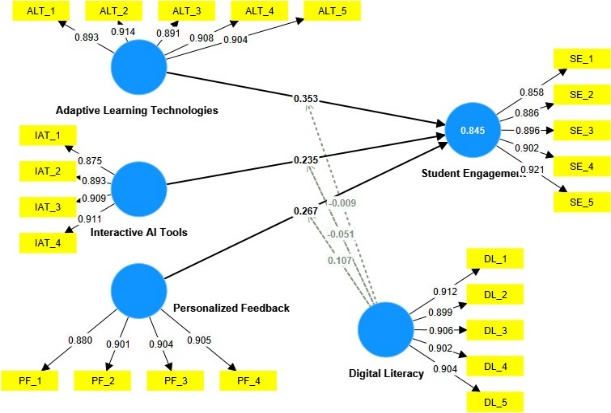 ALT_1
ALT_2
ALT_3
ALT_4
ALT_5
0.893
0.914
0.891
0.908
0.904
Adaptive Learning Technologies
IAT_1
IAT_2
IAT_3
IAT_4
0.875
0.893
0.909
0.911
Interactive AI Tools
Personalized Feedback
0.880
0.901
0.904
0.905
PF_1
PF_2
PF_3
PF_4
0.353
0.235
0.267
-0.009
-0.051
0.107
0.845
Student Engagement
0.858
0.886
0.896
0.902
0.921
SE_1
SE_2
SE_3
SE_4
SE_5
Digital Literacy
0.912
0.899
0.906
0.902
0.904
DL_1
DL_2
DL_3
DL_4
DL_5